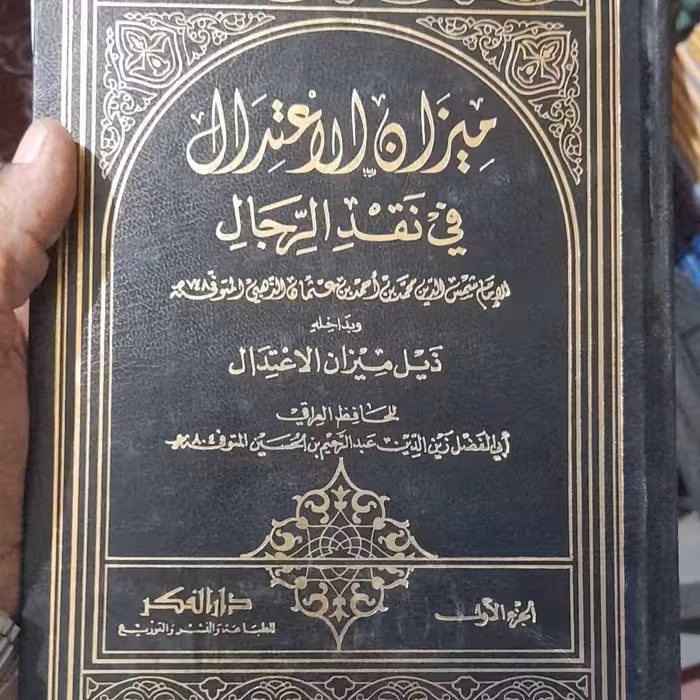 ميزان الاعتدال
في نقد الرجال
للإمام شمس الدين محمد بن أحمد بن عثمان الذهبي المتوفى ٧٤٨هـ
وبداخله
ذيل ميزان الاعتدال
للحافظ العراقي
أبي الفضل زين الدين عبد الرحيم بن الحسين المتوفى ٨٠٤هـ
الجزء الأول
دار الفكر
للطباعة والنشر والتوزيع